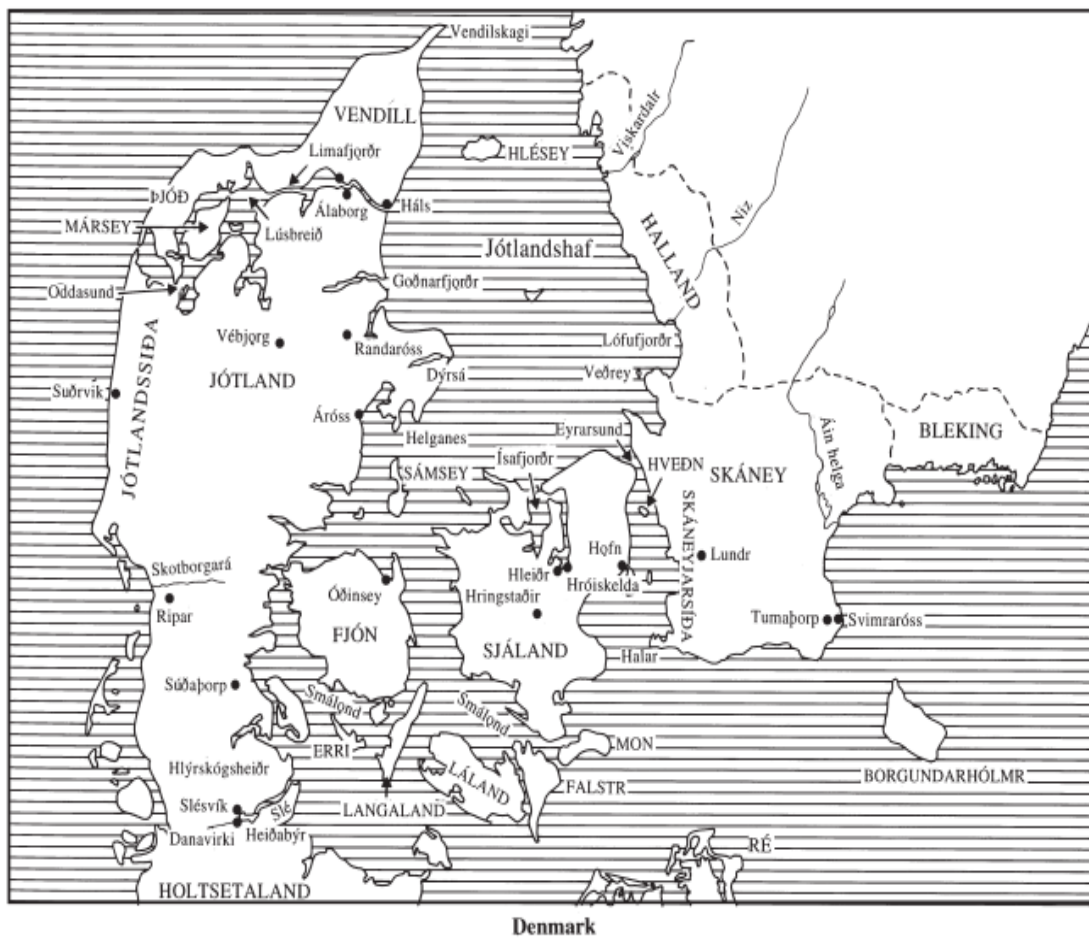 Vendilskagi
VENDILL
Limafjǫrðr
HLÉSEY
Viskardalr
ÞJÓÐ
Álaborg
Háls
Niz
MÁRSEY
Lúsbreið
HALLAND
Jótlandshaf
Oddasund
Goðnarfjǫrðr
Vébjǫrg
Randaróss
Lófufjǫrðr
JÓTLAND
Dýrsá
Veðrey
Suðrvík
JÓTLANDSSIÐA
Áróss
Helganes
Eyrarsund
Áin helga
BLEKING
SÁMSEY
Ísafjǫrðr
HVEÐN
SKÁNEY
SKÁNEYJARSÍÐA
Skotborgará
Hǫfn
Lundr
Óðinsey
Hleiðr
Hróiskelda
Ripar
Hringstaðir
Tumaþorp
Svimraróss
FJÓN
SJÁLAND
Halar
Súðaþorp
Smálǫnd
Smálǫnd
ERRI
MON
Hlýrskógsheiðr
LÁLAND
BORGUNDARHÓLMR
FALSTR
Slésvík
Slé
LANGALAND
Danavirki
Heiðabýr
RÉ
HOLTSETALAND
Denmark